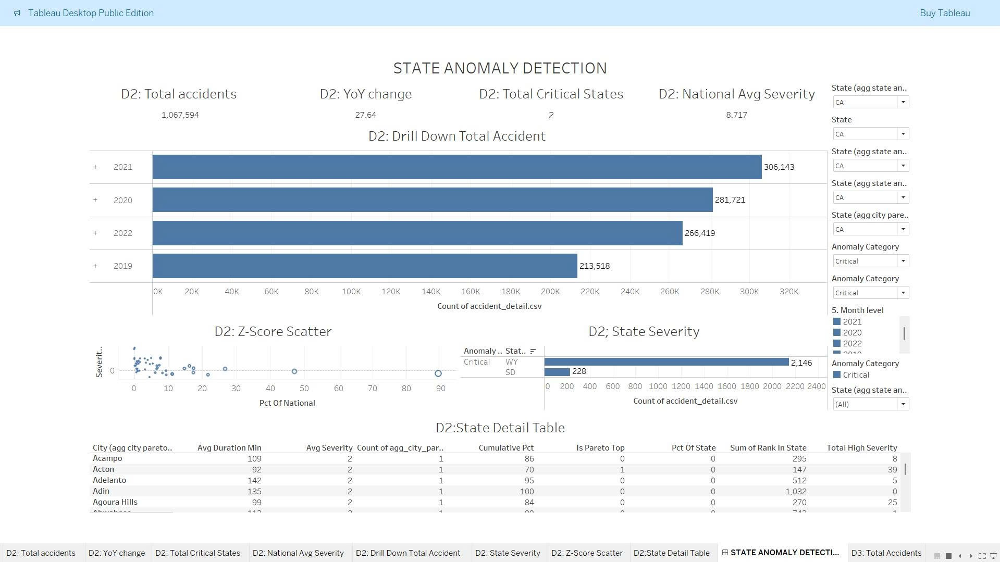 Tableau Desktop Public Edition
Buy Tableau
STATE ANOMALY DETECTION
D2: Total accidents
1,067,594
D2: YoY change
27.64
D2: Total Critical States
2
D2: National Avg Severity
8.717
D2: Drill Down Total Accident
+ 2021 306,143
+ 2020 281,721
+ 2022 266,419
+ 2019 213,518
0K 20K 40K 60K 80K 100K 120K 140K 160K 180K 200K 220K 240K 260K 280K 300K 320K
Count of accident_detail.csv
D2: Z-Score Scatter
Severit..
0
0 10 20 30 40 50 60 70 80 90
Pct Of National
D2; State Severity
Anomaly .. Stat..
Critical WY 2,146
SD 228
0 200 400 600 800 1000 1200 1400 1600 1800 2000 2200 2400
Count of accident_detail.csv
State (agg state an..
CA
State
CA
State (agg state an..
CA
State (agg state an..
CA
State (agg city pare..
CA
Anomaly Category
Critical
Anomaly Category
Critical
5. Month level
2021
2020
2022
2019
Anomaly Category
Critical
State (agg state an..
(All)
D2:State Detail Table
City (agg city pareto.. Avg Duration Min Avg Severity Count of agg_city_par.. Cumulative Pct Is Pareto Top Pct Of State Sum of Rank In State Total High Severity
Acampo 109 2 1 86 0 0 295 8
Acton 92 2 1 70 1 0 147 39
Adelanto 142 2 1 95 0 0 512 5
Adin 135 2 1 100 0 0 1,032 0
Agoura Hills 99 2 1 84 0 0 270 25
D2: Total accidents
D2: YoY change
D2: Total Critical States
D2: National Avg Severity
D2: Drill Down Total Accident
D2; State Severity
D2: Z-Score Scatter
D2:State Detail Table
STATE ANOMALY DETECTI...
D3: Total Accidents